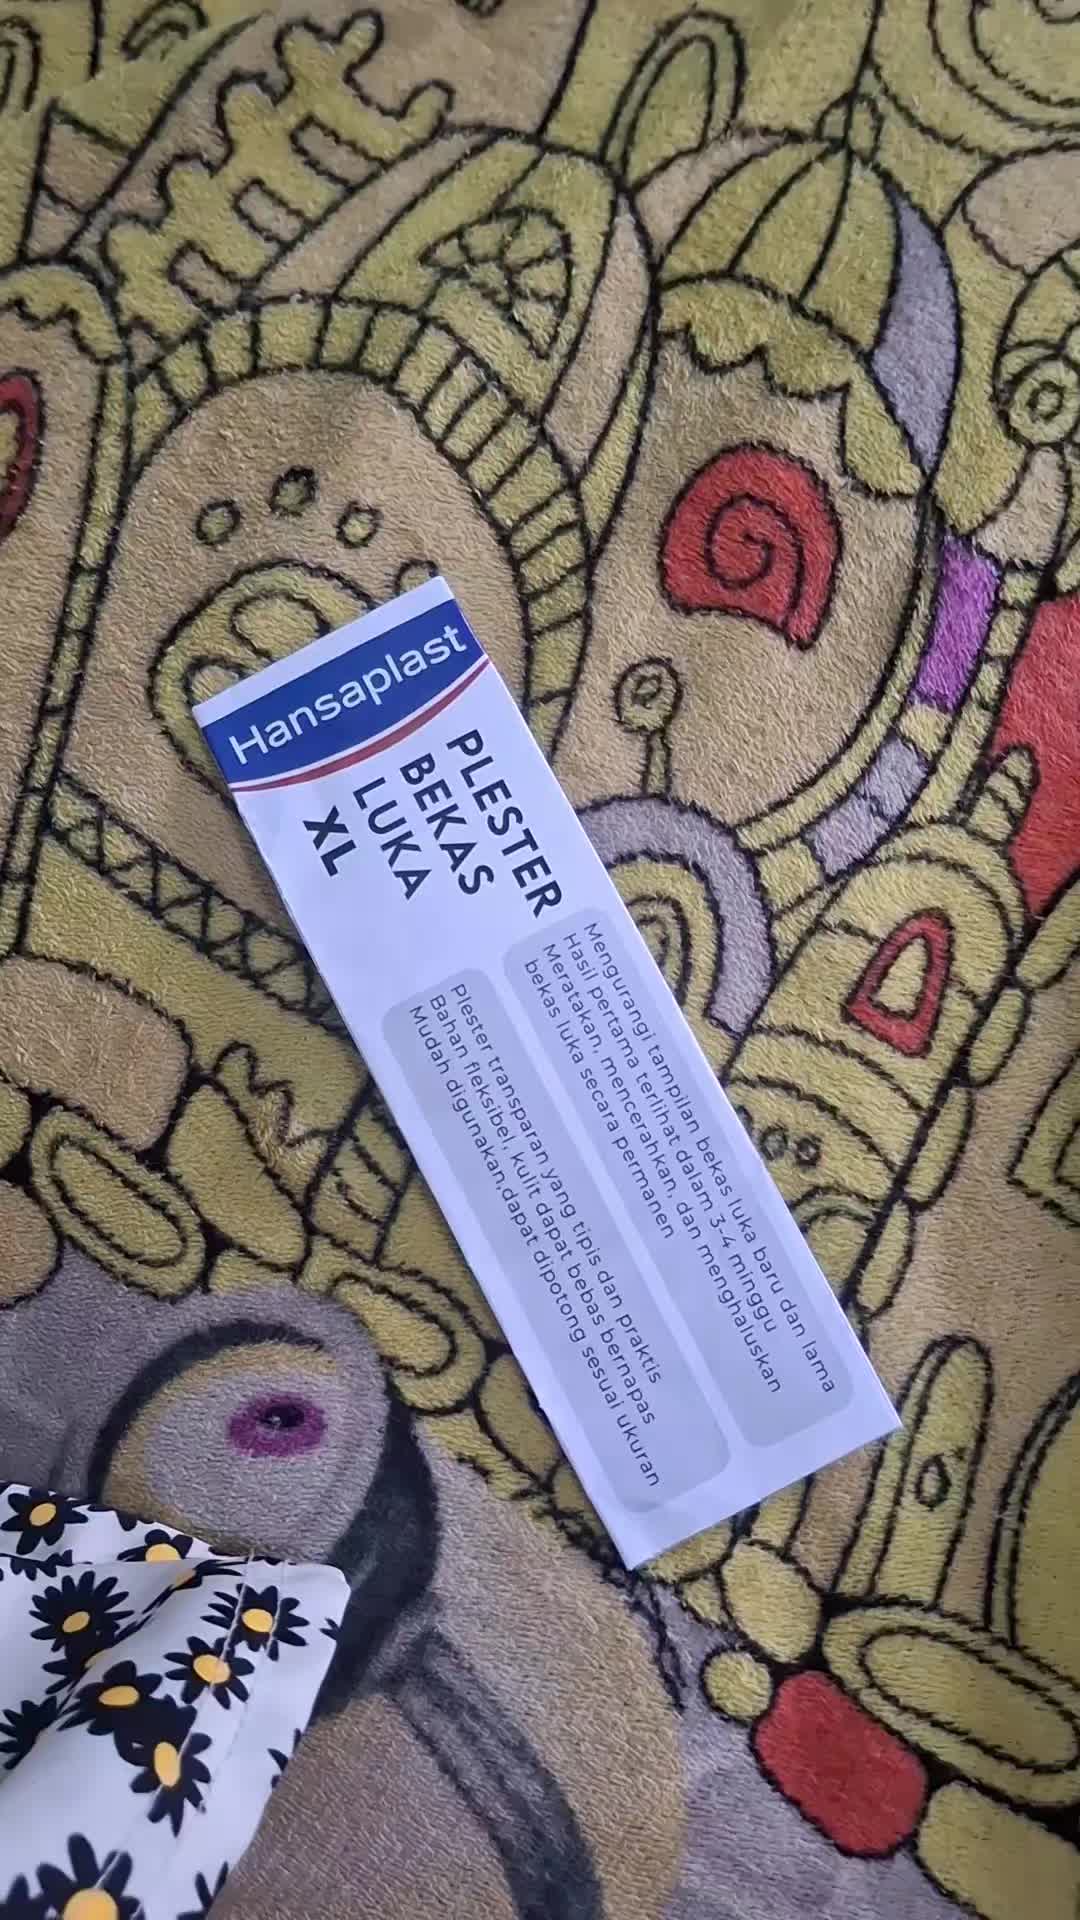 Hansaplast
PLESTER
BEKAS
LUKA
XL
Mengurangi tampilan bekas luka baru dan lama
Hasil pertama terlihat dalam 3-4 minggu
Meratakan, mencerahkan, dan menghaluskan
bekas luka secara permanen
Plester transparan yang tipis dan praktis
Bahan fleksibel, kulit dapat bebas bernapas
Mudah digunakan,dapat dipotong sesuai ukuran